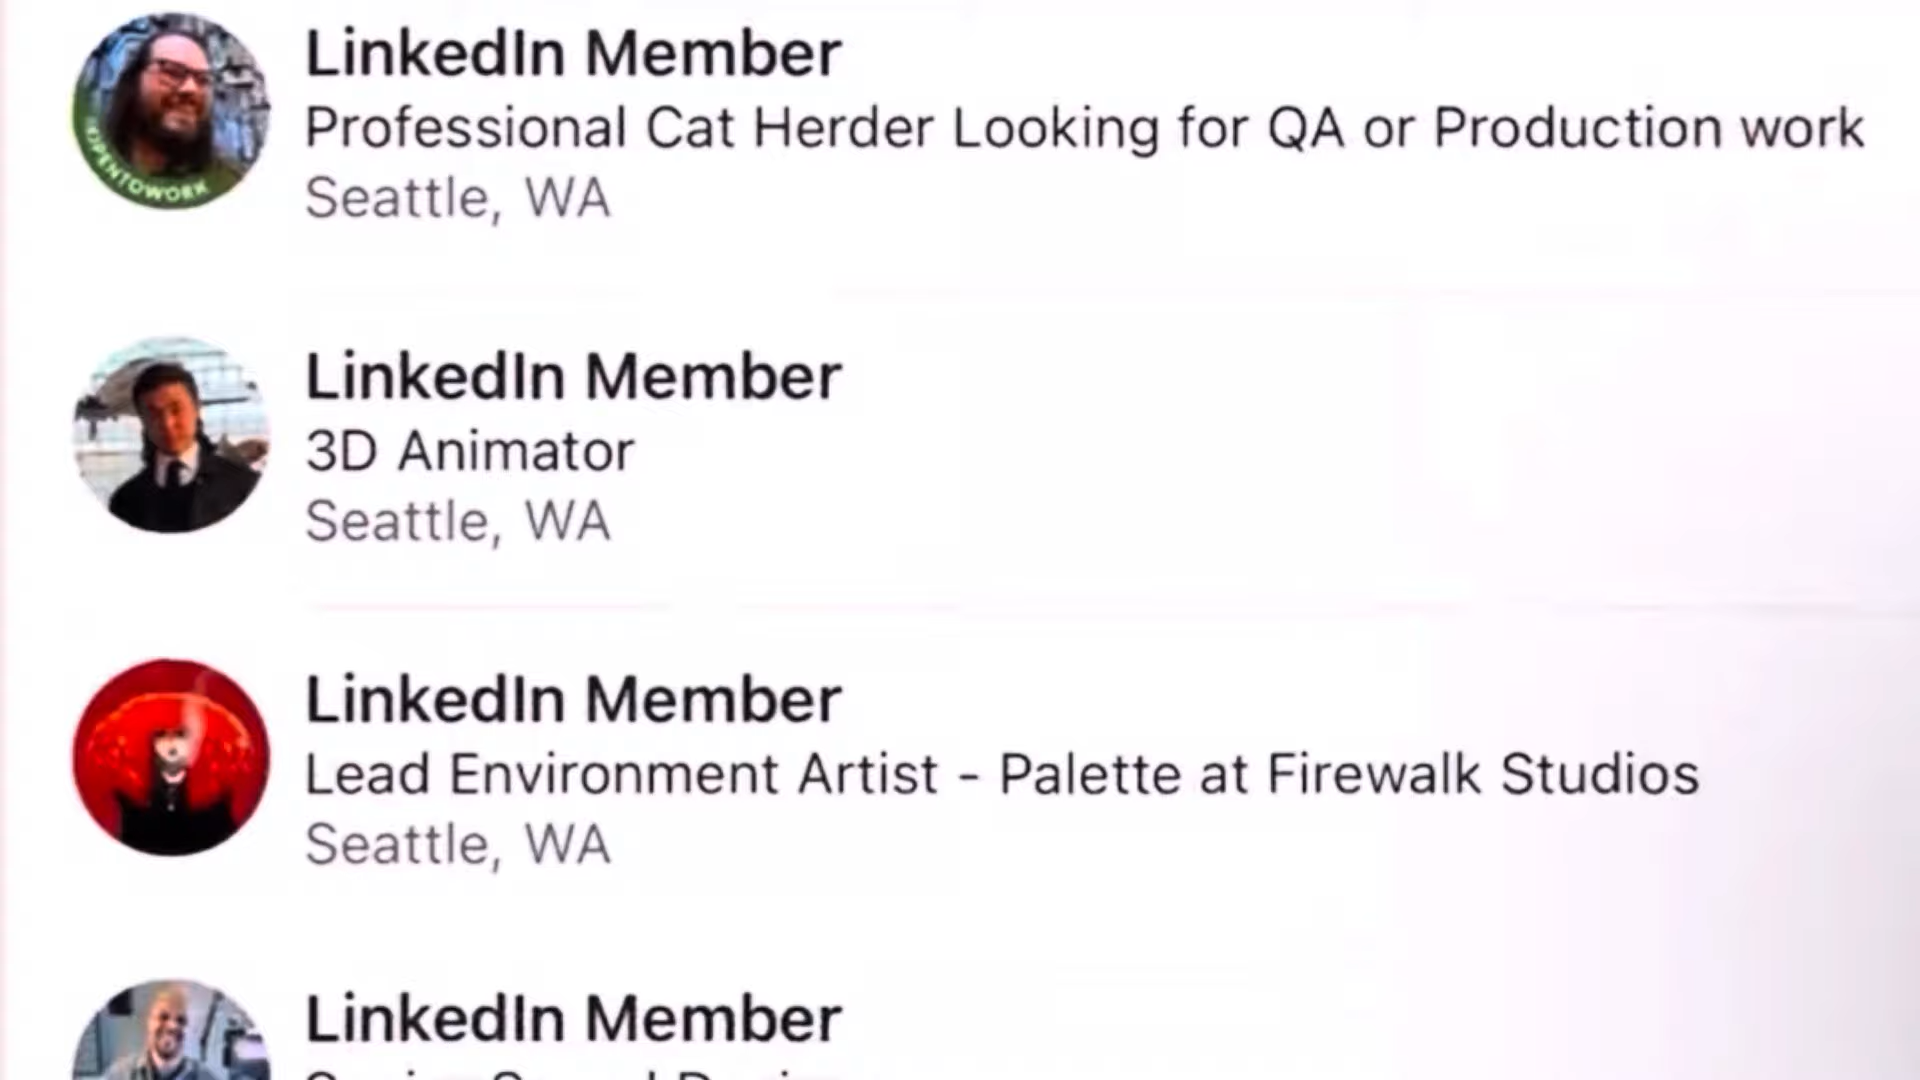 LinkedIn Member
Professional Cat Herder Looking for QA or Production work
Seattle, WA
#OPENTOWORK
LinkedIn Member
3D Animator
Seattle, WA
LinkedIn Member
Lead Environment Artist - Palette at Firewalk Studios
Seattle, WA
LinkedIn Member